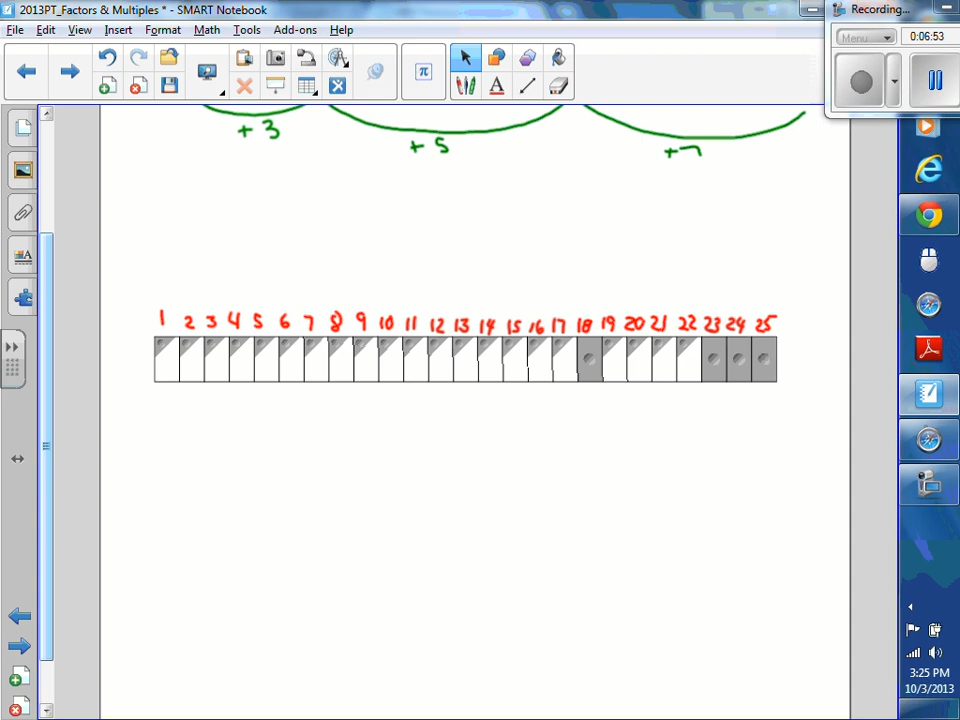 2013PT_Factors & Multiples * - SMART Notebook
Recording...
File Edit View Insert Format Math Tools Add-ons Help
Menu
0:06:53
+ 3
+ 5
+7
1 2 3 4 5 6 7 8 9 10 11 12 13 14 15 16 17 18 19 20 21 22 23 24 25
3:25 PM
10/3/2013